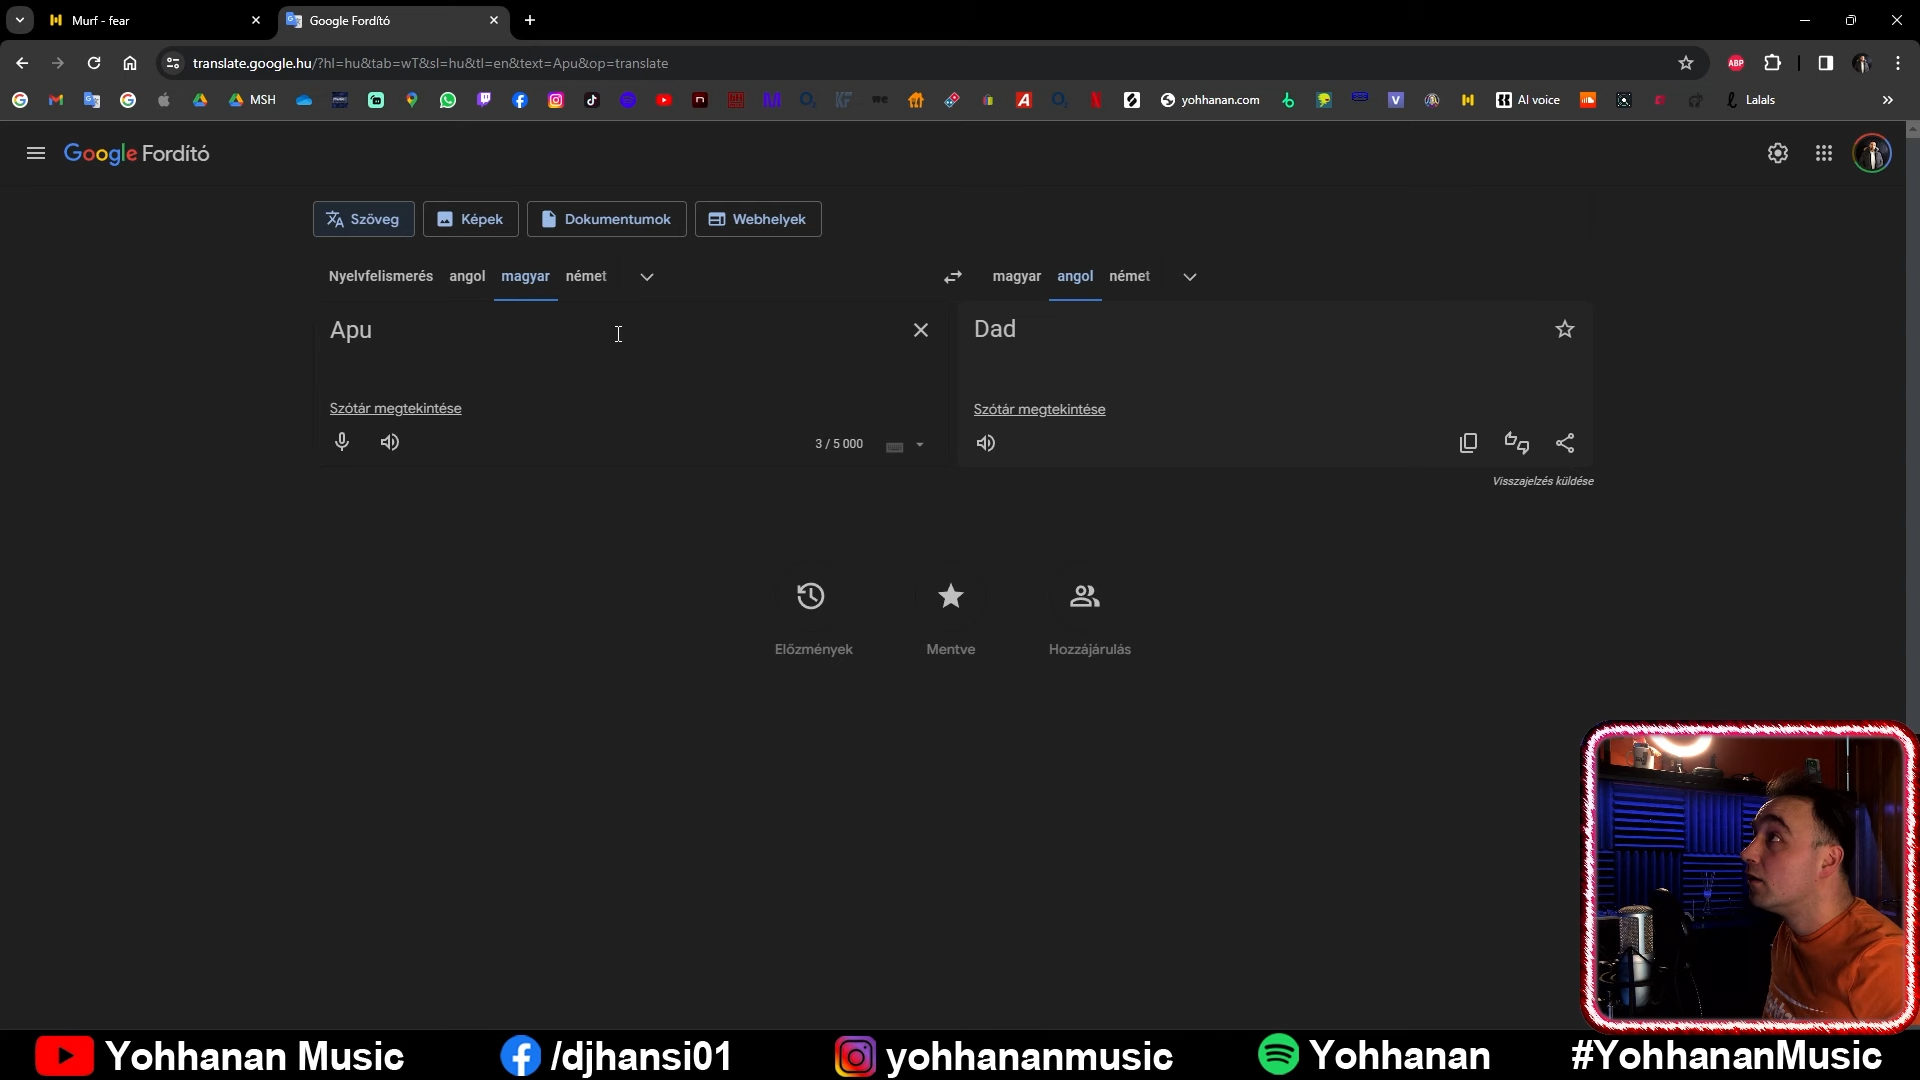 Murf - fear
Google Fordító
translate.google.hu/?hl=hu&tab=wT&sl=hu&tl=en&text=Apu&op=translate
ABP
MSH
yohhanan.com
AI voice
Lalals
Google Fordító
Szöveg
Képek
Dokumentumok
Webhelyek
Nyelvfelismerés angol magyar német
magyar angol német
Apu
Dad
Szótár megtekintése
Szótár megtekintése
3 / 5 000
Visszajelzés küldése
Előzmények
Mentve
Hozzájárulás
Yohhanan Music
/djhansi01
yohhananmusic
Yohhanan
#YohhananMusic